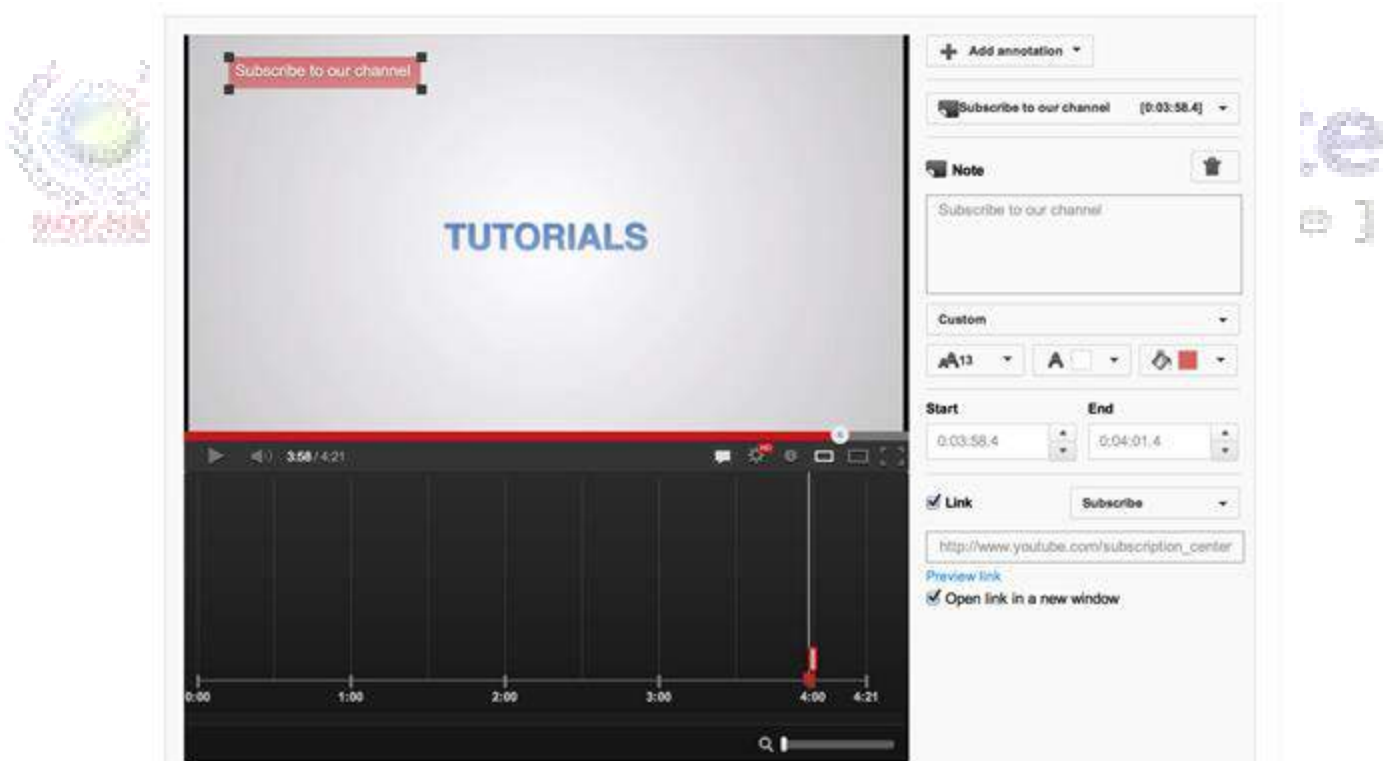 Subscribe to our channel
TUTORIALS
3:58 / 4:21
HD
0:00 1:00 2:00 3:00 4:00 4:21
Add annotation
Subscribe to our channel [0:03:58.4]
Note
Subscribe to our channel
Custom
AA13 A
Start End
0:03:58.4 0:04:01.4
Link Subscribe
http://www.youtube.com/subscription_center
Preview link
Open link in a new window
te